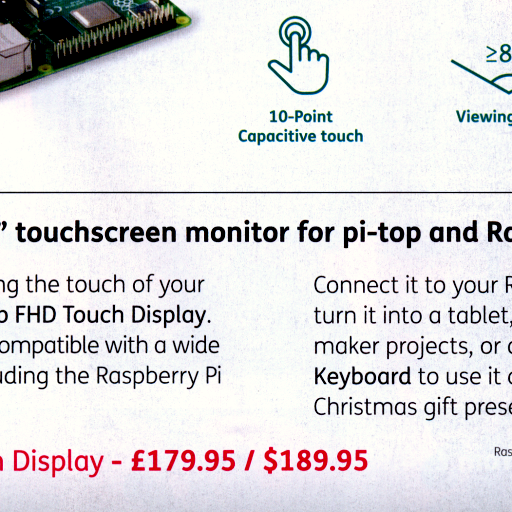 ≥8
10-Point
Capacitive touch
Viewing
” touchscreen monitor for pi-top and Ra
ng the touch of your
p FHD Touch Display.
ompatible with a wide
uding the Raspberry Pi
Connect it to your R
turn it into a tablet,
maker projects, or
Keyboard to use it
Christmas gift prese
Display - £179.95 / $189.95
Ras